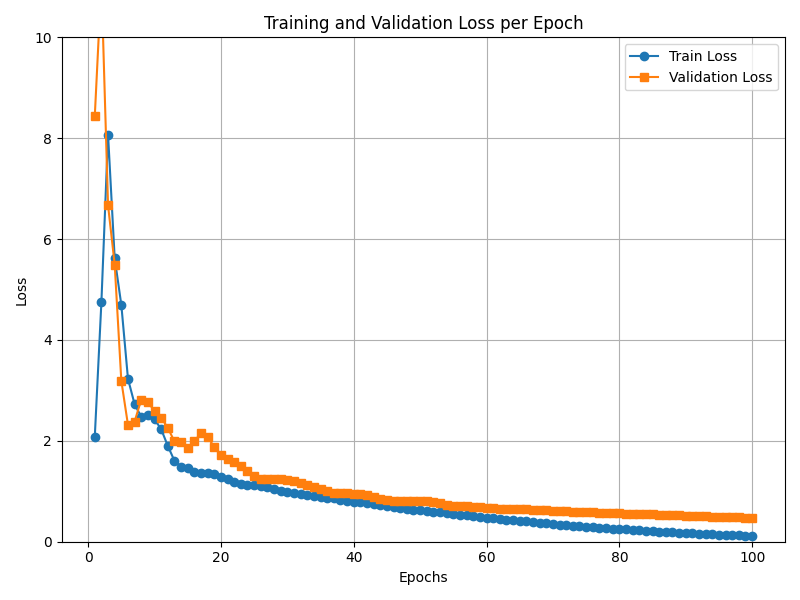 Training and Validation Loss per Epoch
Train Loss
Validation Loss
Loss
10
8
6
4
2
0
0 20 40 60 80 100
Epochs